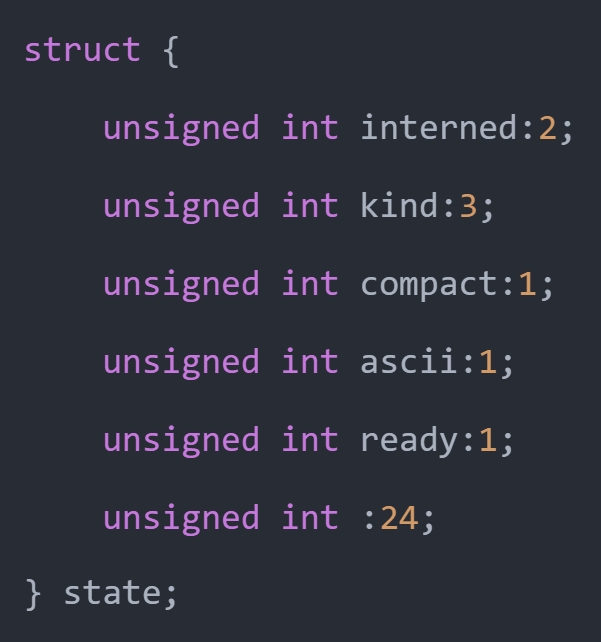 struct {
    unsigned int interned:2;
    unsigned int kind:3;
    unsigned int compact:1;
    unsigned int ascii:1;
    unsigned int ready:1;
    unsigned int :24;
} state;